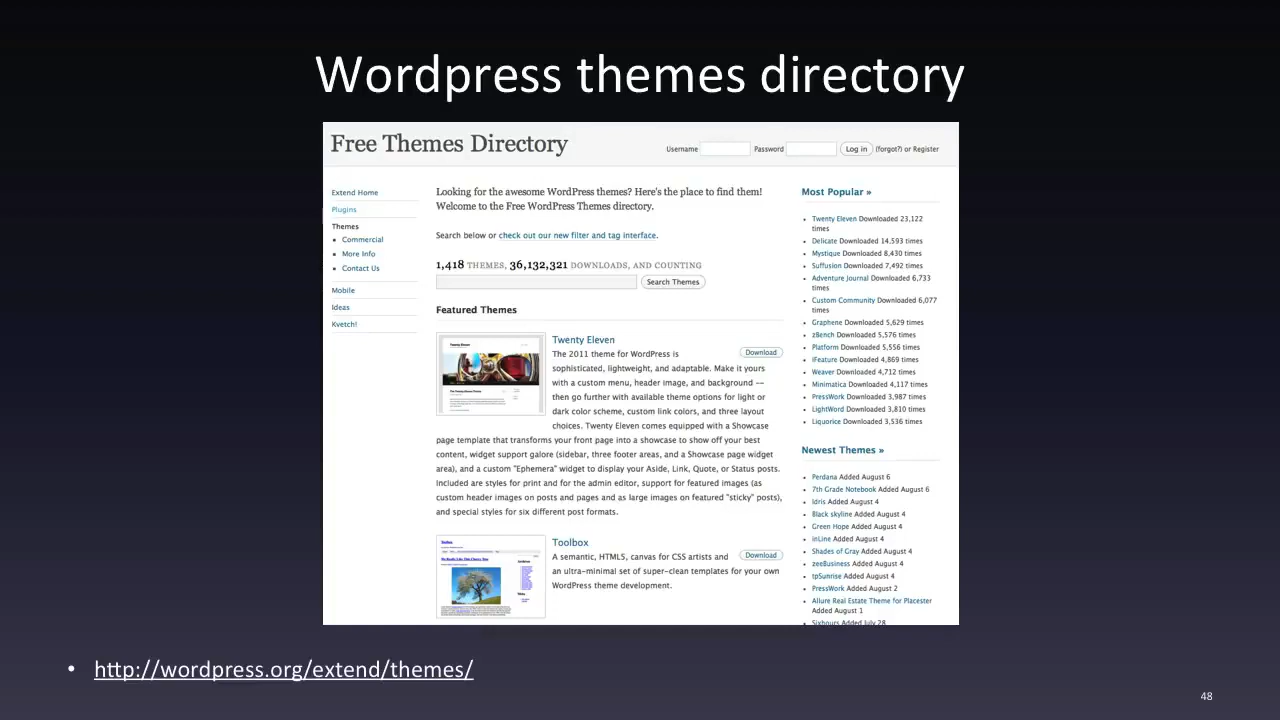 Wordpress themes directory
Free Themes Directory
Username
Password
Log in
(forgot?) or Register
Extend Home
Plugins
Themes
• Commercial
• More Info
• Contact Us
Mobile
Ideas
Kvetch!
Looking for the awesome WordPress themes? Here's the place to find them!
Welcome to the Free WordPress Themes directory.
Search below or check out our new filter and tag interface.
1,418 THEMES, 36,132,321 DOWNLOADS, AND COUNTING
Search Themes
Featured Themes
Twenty Eleven
Download
The 2011 theme for WordPress is
sophisticated, lightweight, and adaptable. Make it yours
with a custom menu, header image, and background --
then go further with available theme options for light or
dark color scheme, custom link colors, and three layout
choices. Twenty Eleven comes equipped with a Showcase
page template that transforms your front page into a showcase to show off your best
content, widget support galore (sidebar, three footer areas, and a Showcase page widget
area), and a custom "Ephemera" widget to display your Aside, Link, Quote, or Status posts.
Included are styles for print and for the admin editor, support for featured images (as
custom header images on posts and pages and as large images on featured "sticky" posts),
and special styles for six different post formats.
Toolbox
Download
A semantic, HTML5, canvas for CSS artists and
an ultra-minimal set of super-clean templates for your own
WordPress theme development.
Most Popular »
• Twenty Eleven Downloaded 23,122
times
• Delicate Downloaded 14,593 times
• Mystique Downloaded 8,430 times
• Suffusion Downloaded 7,492 times
• Adventure Journal Downloaded 6,733
times
• Custom Community Downloaded 6,077
times
• Graphene Downloaded 5,629 times
• zBench Downloaded 5,576 times
• Platform Downloaded 5,556 times
• iFeature Downloaded 4,869 times
• Weaver Downloaded 4,712 times
• Minimatica Downloaded 4,117 times
• PressWork Downloaded 3,987 times
• LightWord Downloaded 3,810 times
• Liquorice Downloaded 3,536 times
Newest Themes »
• Perdana Added August 6
• 7th Grade Notebook Added August 6
• Idris Added August 4
• Black skyline Added August 4
• Green Hope Added August 4
• inLine Added August 4
• Shades of Gray Added August 4
• zeeBusiness Added August 4
• tpSunrise Added August 4
• PressWork Added August 2
• Allure Real Estate Theme for Placester
Added August 1
• Sixhours Added July 28
• http://wordpress.org/extend/themes/
48